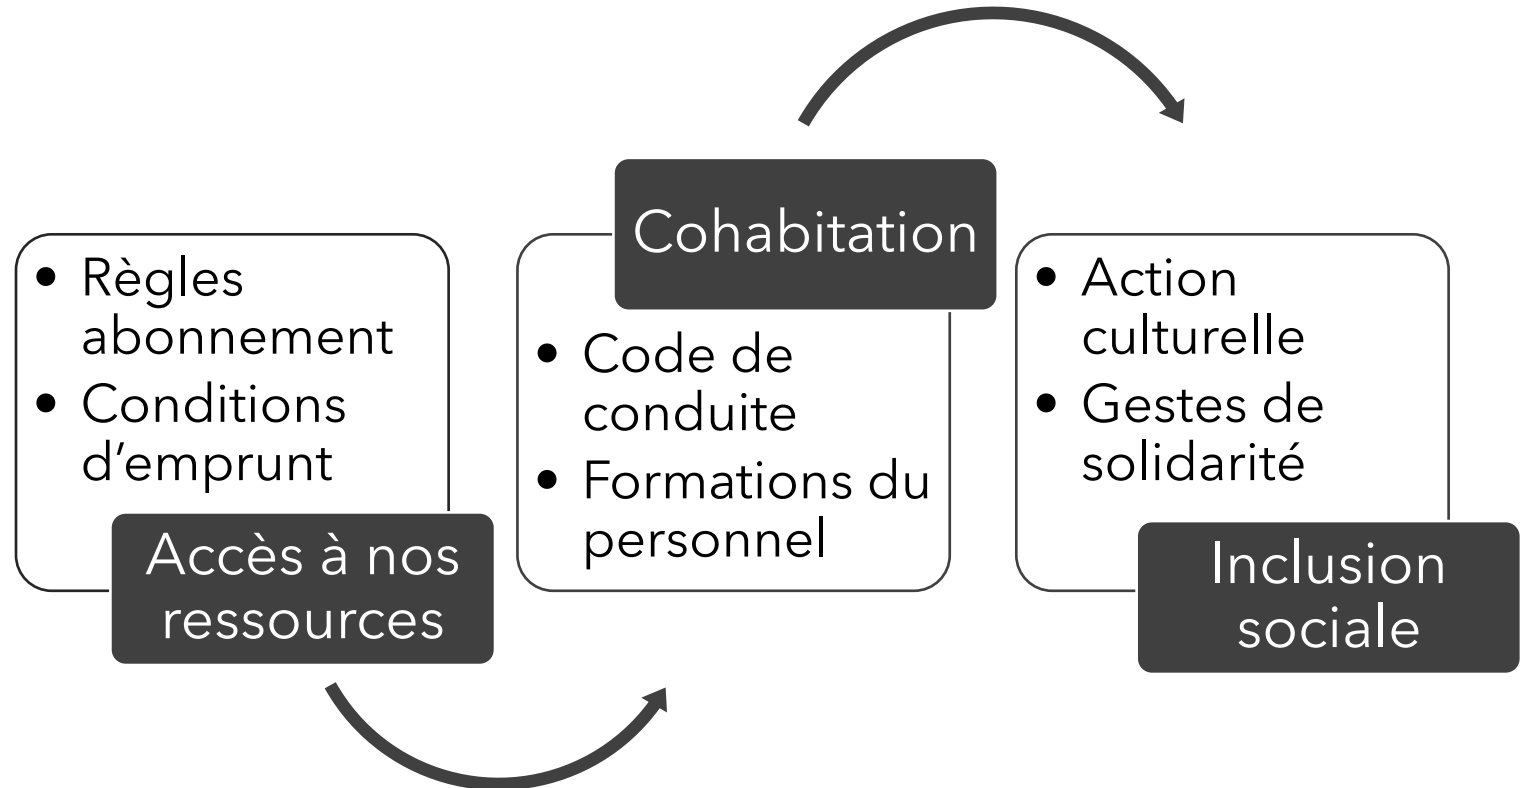 • Règles
abonnement
• Conditions
d’emprunt
Accès à nos
ressources
Cohabitation
• Code de
conduite
• Formations du
personnel
• Action
culturelle
• Gestes de
solidarité
Inclusion
sociale